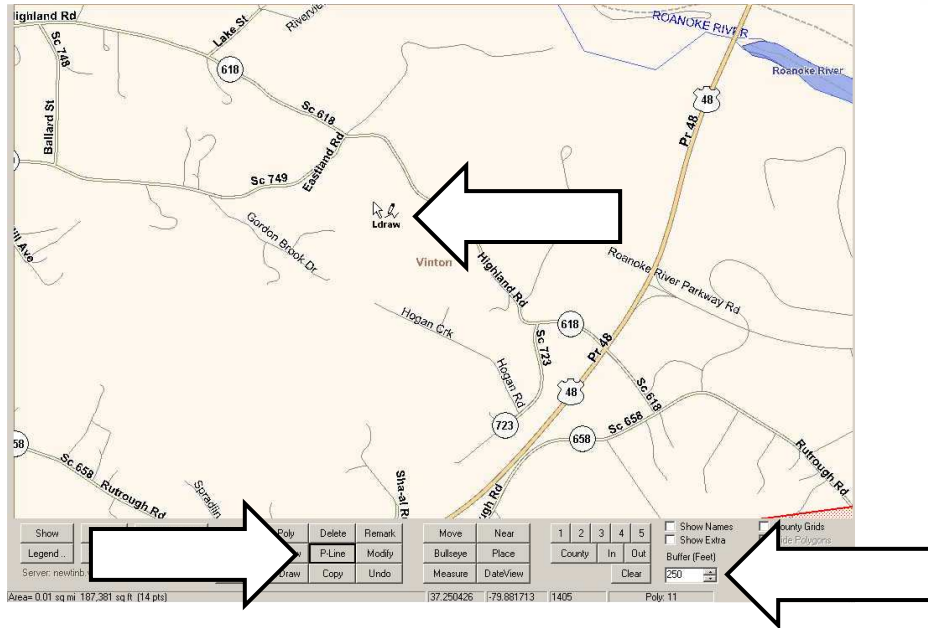 Highland Rd
Sc 748
Lake St
Riverview
ROANOKE RIVER
Roanoke River
618
48
Pr 48
Ballard St
Sc 618
Eastland Rd
Sc 749
Ldraw
Gordon Brook Dr
Vinton
Highland Rd
Roanoke River Parkway Rd
Hogan Crk
618
Sc 723
Pr 48
Hogan Rd
48
Sc 618
723
658
Sc 658
58
Sc 658
Rutrough Rd
Rutrough Rd
Show
Poly
Delete
Remark
Move
Near
1 2 3 4 5
Show Names
County Grids
Show Extra
Legend ..
P-Line
Modify
Bullseye
Place
County
In
Out
Buffer (Feet)
Draw
Copy
Undo
Measure
DateView
Clear
250
Area= 0.01 sq mi 187,381 sq ft (14 pts)
37.250426
-79.881713
1405
Poly: 11